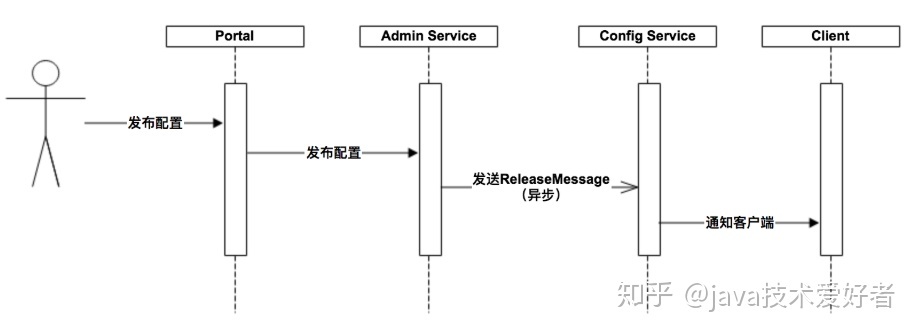 Portal
Admin Service
Config Service
Client
发布配置
发布配置
发送ReleaseMessage
（异步）
通知客户端
知乎 @java技术爱好者